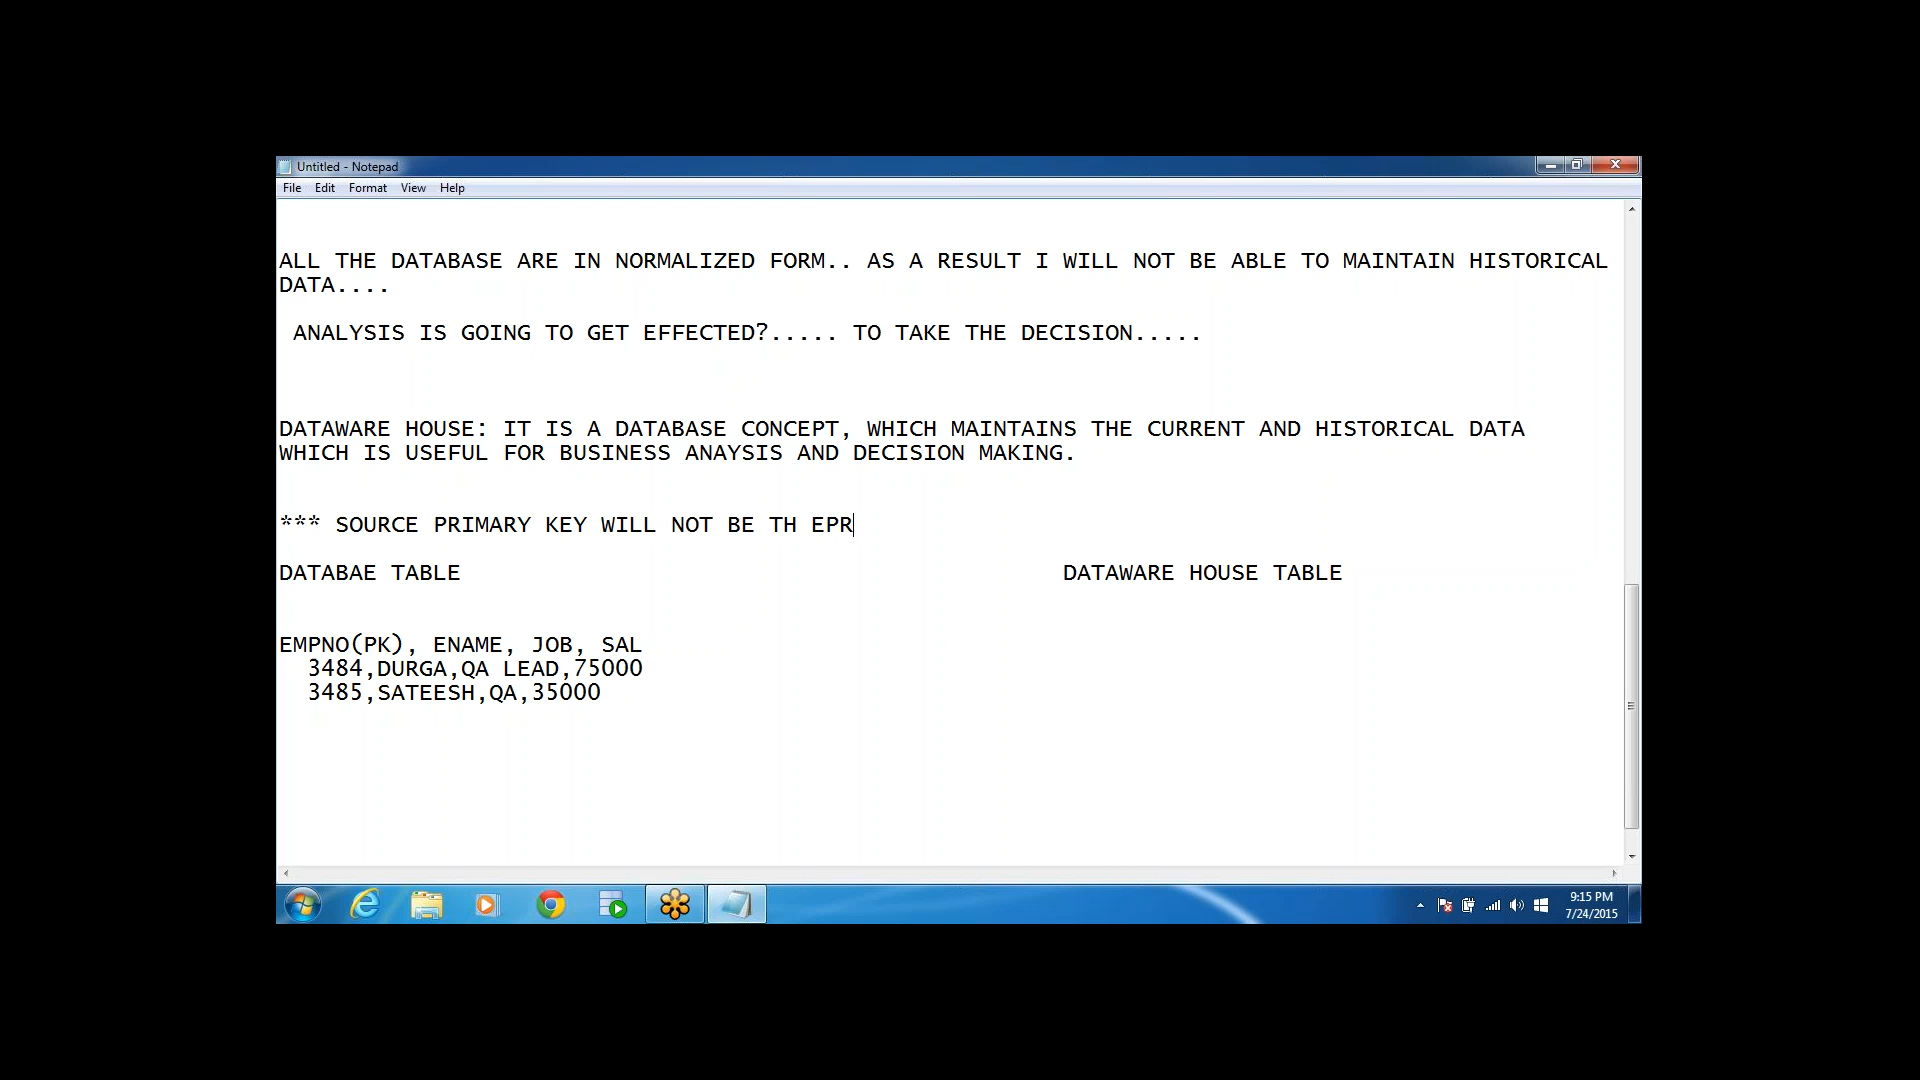 Untitled - Notepad
File Edit Format View Help
ALL THE DATABASE ARE IN NORMALIZED FORM.. AS A RESULT I WILL NOT BE ABLE TO MAINTAIN HISTORICAL
DATA....
ANALYSIS IS GOING TO GET EFFECTED?..... TO TAKE THE DECISION.....
DATAWARE HOUSE: IT IS A DATABASE CONCEPT, WHICH MAINTAINS THE CURRENT AND HISTORICAL DATA
WHICH IS USEFUL FOR BUSINESS ANAYSIS AND DECISION MAKING.
*** SOURCE PRIMARY KEY WILL NOT BE TH EPR
DATABAE TABLE DATAWARE HOUSE TABLE
EMPNO(PK), ENAME, JOB, SAL
3484,DURGA,QA LEAD,75000
3485,SATEESH,QA,35000
9:15 PM
7/24/2015